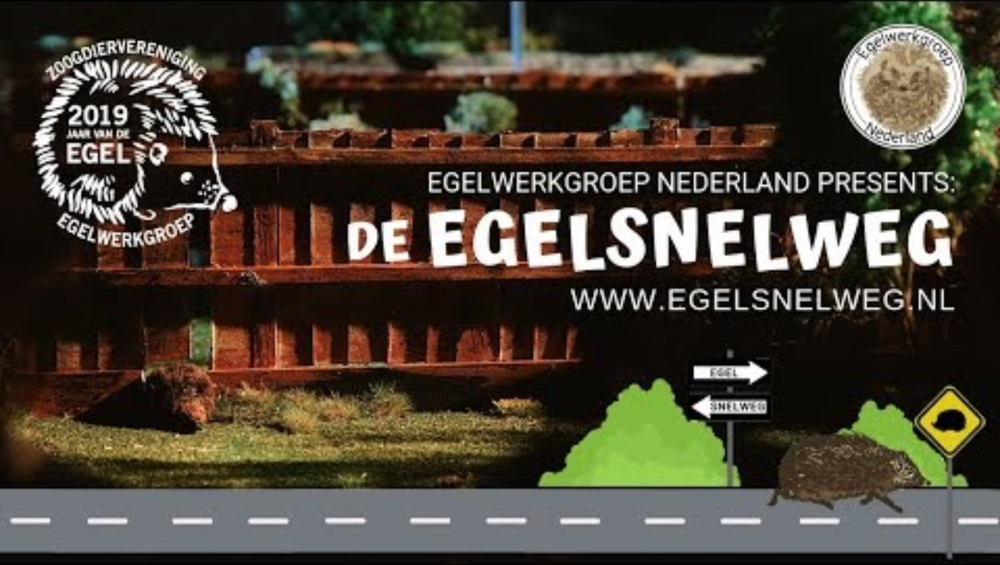 ZOOGDIERVERENIGING
2019
JAAR VAN DE
EGEL
EGELWERKGROEP
Egelwerkgroep
Nederland
EGELWERKGROEP NEDERLAND PRESENTS:
DE EGELSNELWEG
WWW.EGELSNELWEG.NL
EGEL
SNELWEG